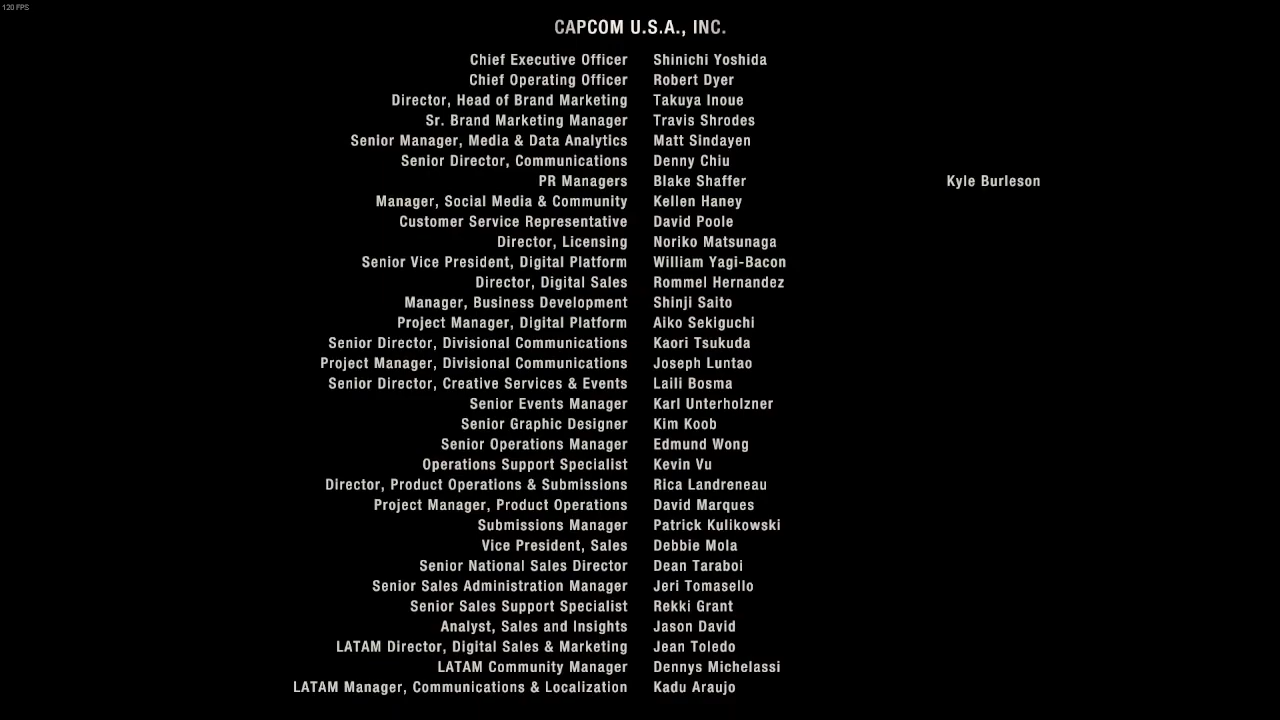 120 FPS
CAPCOM U.S.A., INC.
Chief Executive Officer Shinichi Yoshida
Chief Operating Officer Robert Dyer
Director, Head of Brand Marketing Takuya Inoue
Sr. Brand Marketing Manager Travis Shrodes
Senior Manager, Media & Data Analytics Matt Sindayen
Senior Director, Communications Denny Chiu
PR Managers Blake Shaffer Kyle Burleson
Manager, Social Media & Community Kellen Haney
Customer Service Representative David Poole
Director, Licensing Noriko Matsunaga
Senior Vice President, Digital Platform William Yagi-Bacon
Director, Digital Sales Rommel Hernandez
Manager, Business Development Shinji Saito
Project Manager, Digital Platform Aiko Sekiguchi
Senior Director, Divisional Communications Kaori Tsukuda
Project Manager, Divisional Communications Joseph Luntao
Senior Director, Creative Services & Events Laili Bosma
Senior Events Manager Karl Unterholzner
Senior Graphic Designer Kim Koob
Senior Operations Manager Edmund Wong
Operations Support Specialist Kevin Vu
Director, Product Operations & Submissions Rica Landreneau
Project Manager, Product Operations David Marques
Submissions Manager Patrick Kulikowski
Vice President, Sales Debbie Mola
Senior National Sales Director Dean Taraboi
Senior Sales Administration Manager Jeri Tomasello
Senior Sales Support Specialist Rekki Grant
Analyst, Sales and Insights Jason David
LATAM Director, Digital Sales & Marketing Jean Toledo
LATAM Community Manager Dennys Michelassi
LATAM Manager, Communications & Localization Kadu Araujo